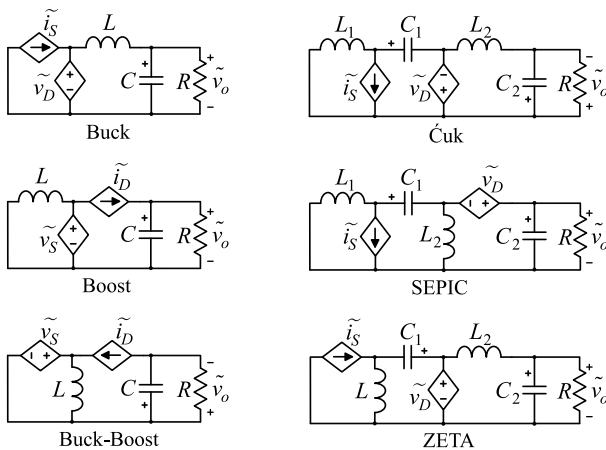 ĩS L
+ − ṽD C + R + ṽo −
Buck
L1 + C1 L2
ĩS − + ṽD C2 + R − ṽo +
Ćuk
L ĩD
+ − ṽS C + R + ṽo −
Boost
L1 + C1 − + ṽD
ĩS L2 C2 + R + ṽo −
SEPIC
− + ṽS ĩD
L C + R − ṽo +
Buck-Boost
ĩS C1 + L2
L + − ṽD C2 + R + ṽo −
ZETA